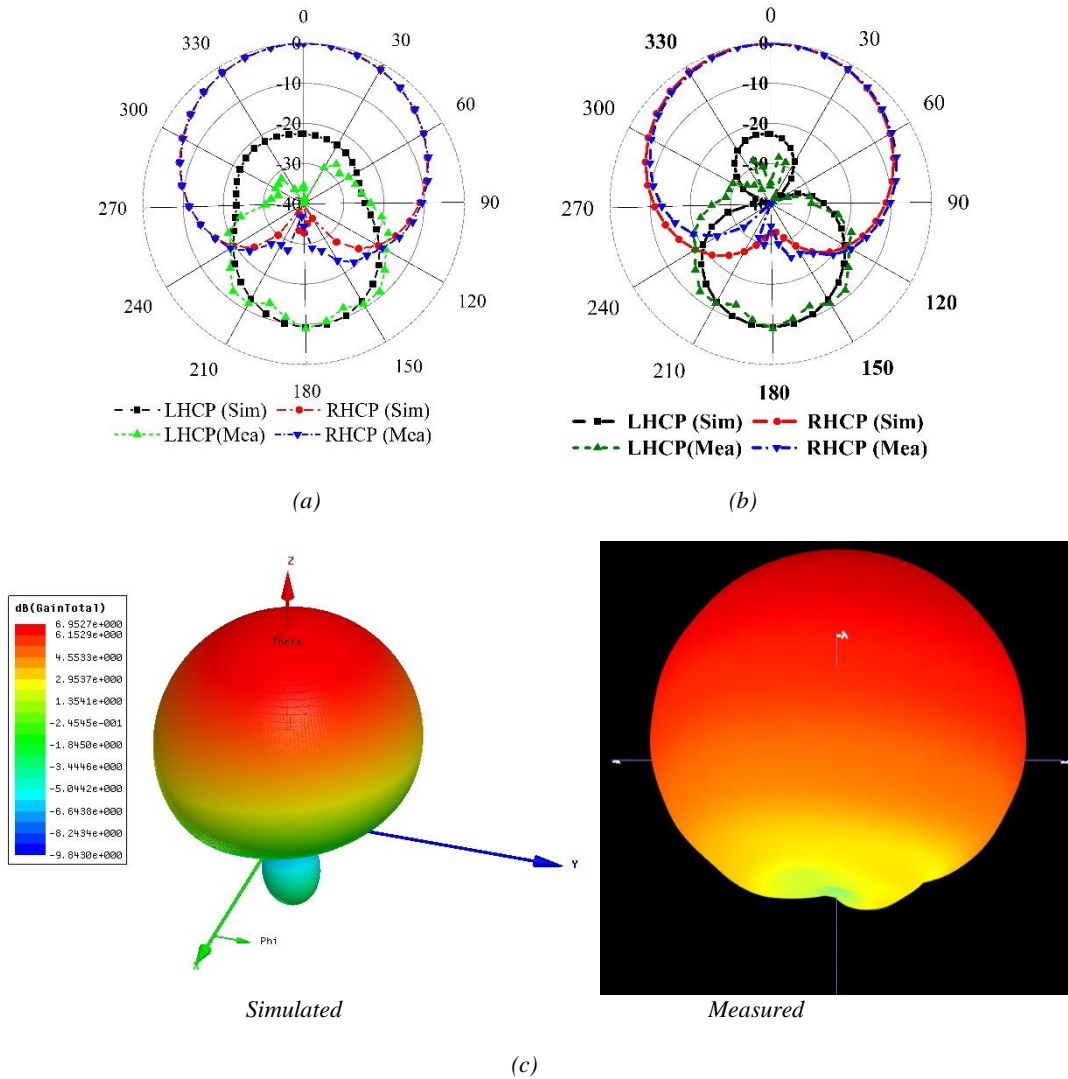 0
330
0
30
300
-10
60
-20
-30
270
-40
90
240
120
210
150
180
LHCP (Sim) RHCP (Sim)
LHCP(Mea) RHCP (Mea)
(a)
0
330
0
30
300
-10
60
-20
-30
270
-40
90
240
120
210
150
180
LHCP (Sim) RHCP (Sim)
LHCP(Mea) RHCP (Mea)
(b)
dB(GainTotal)
6.9527e+000
6.1529e+000
4.5533e+000
2.9537e+000
1.3541e+000
-2.4545e-001
-1.8450e+000
-3.4446e+000
-5.0442e+000
-6.6438e+000
-8.2434e+000
-9.8430e+000
Z
Theta
Y
Phi
X
Simulated
Measured
(c)